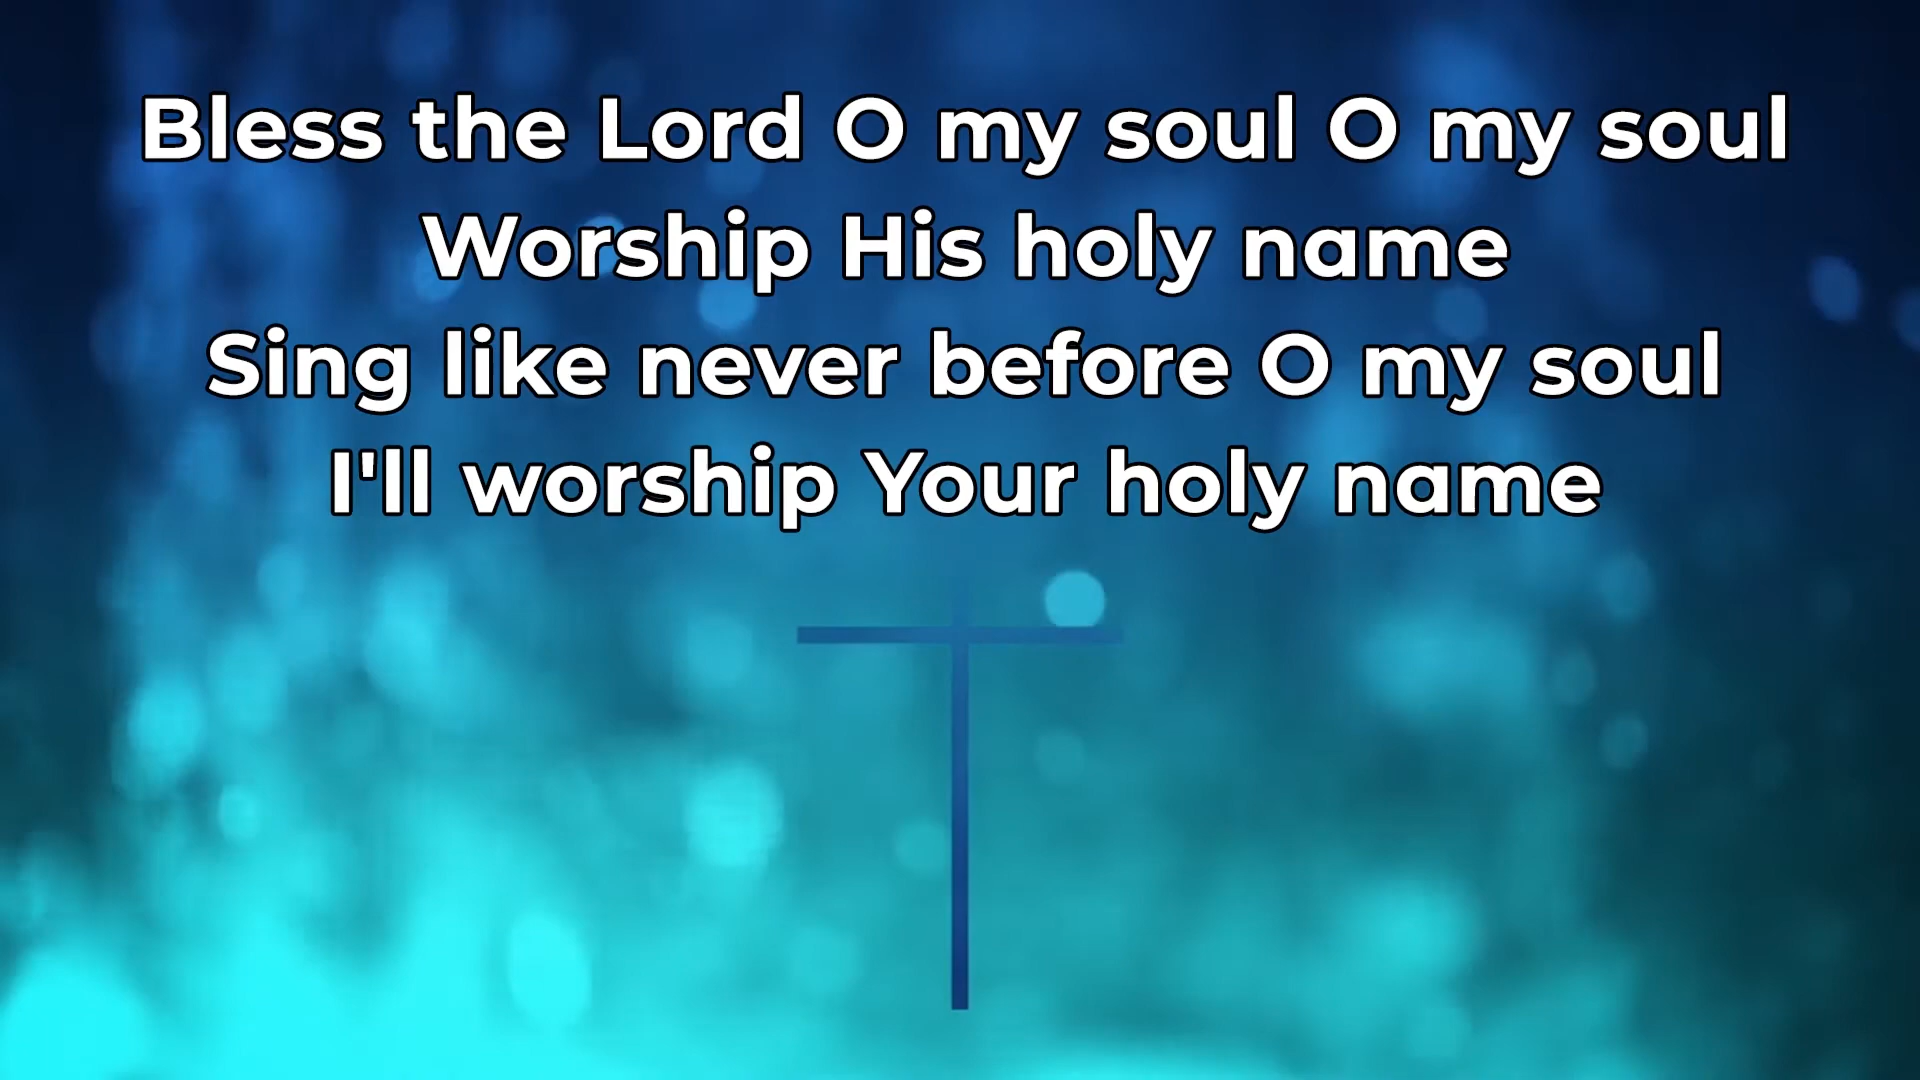 Bless the Lord O my soul O my soul
Worship His holy name
Sing like never before O my soul
I'll worship Your holy name